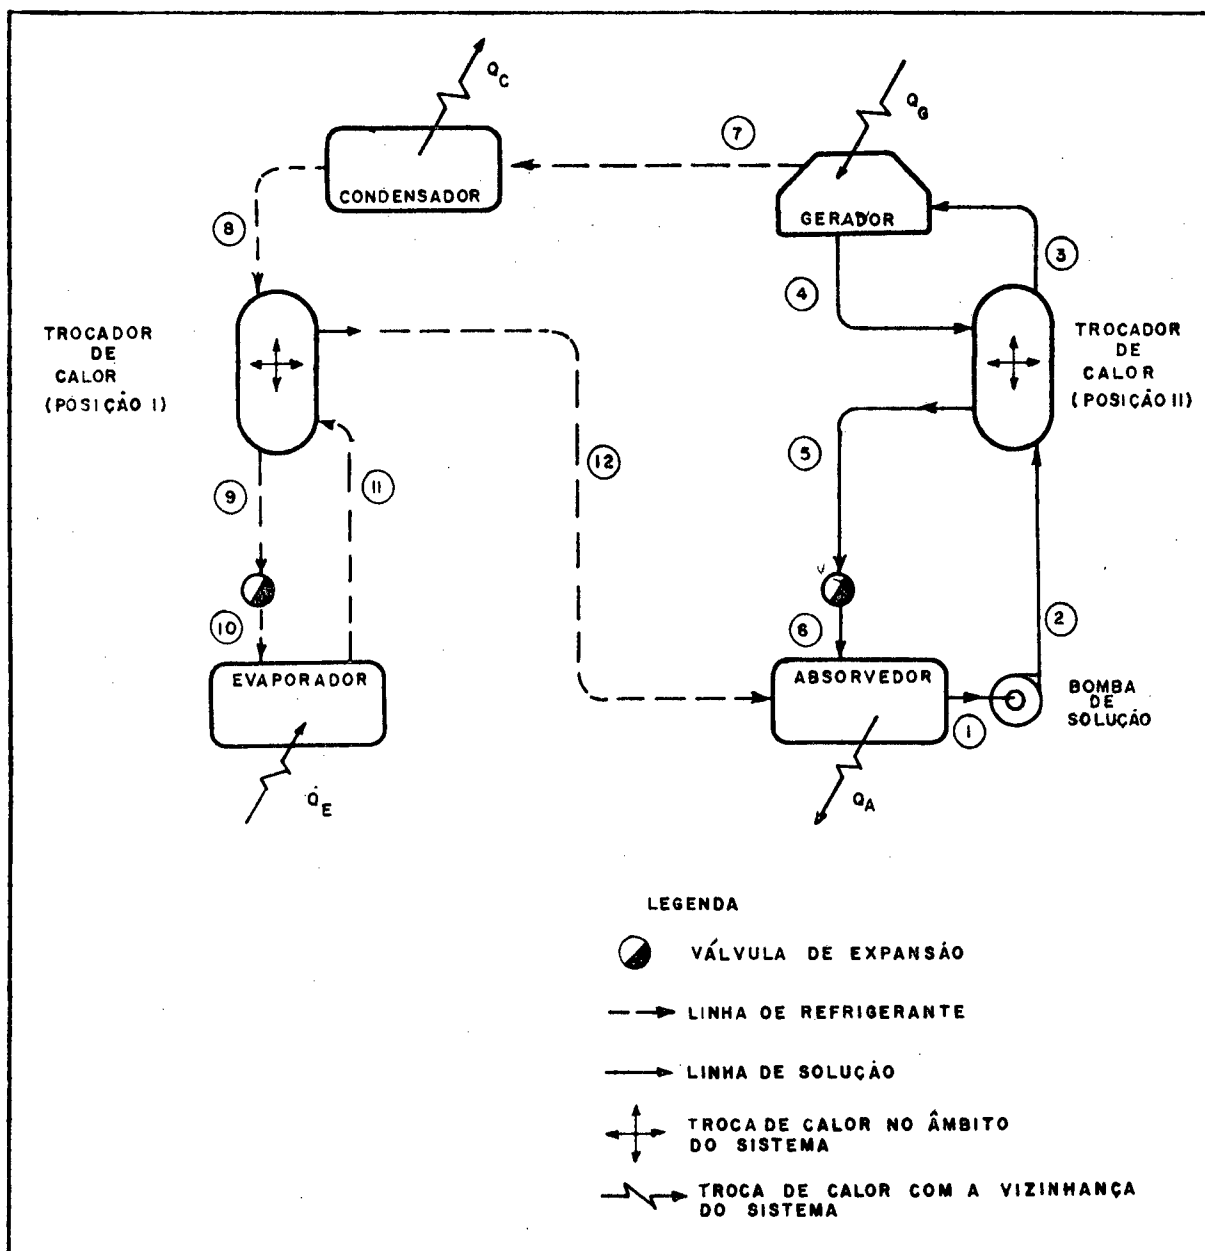 Q_C
Q_G
7
CONDENSADOR
GERADOR
8
3
4
TROCADOR
DE
CALOR
(POSIÇÃO I)
TROCADOR
DE
CALOR
(POSIÇÃO II)
5
12
9
11
10
6
2
EVAPORADOR
ABSORVEDOR
1
BOMBA
DE
SOLUÇÃO
Q_E
Q_A
LEGENDA
VÁLVULA DE EXPANSÃO
LINHA DE REFRIGERANTE
LINHA DE SOLUÇÃO
TROCA DE CALOR NO ÂMBITO
DO SISTEMA
TROCA DE CALOR COM A VIZINHANÇA
DO SISTEMA